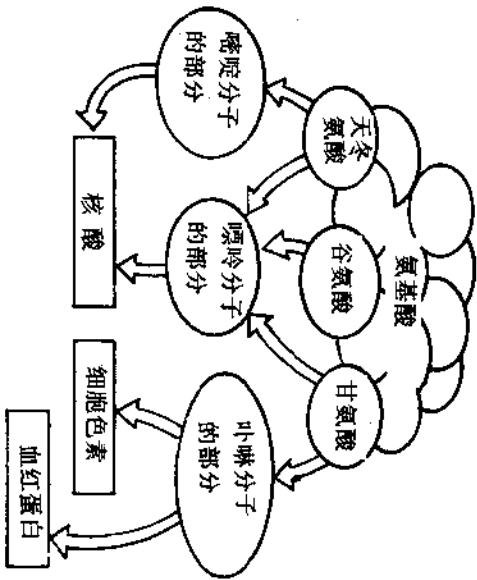 氨基酸
天冬
氨酸
谷氨酸
甘氨酸
嘧啶分子
的部分
嘌呤分子
的部分
卟啉分子
的部分
核酸
细胞色素
血红蛋白